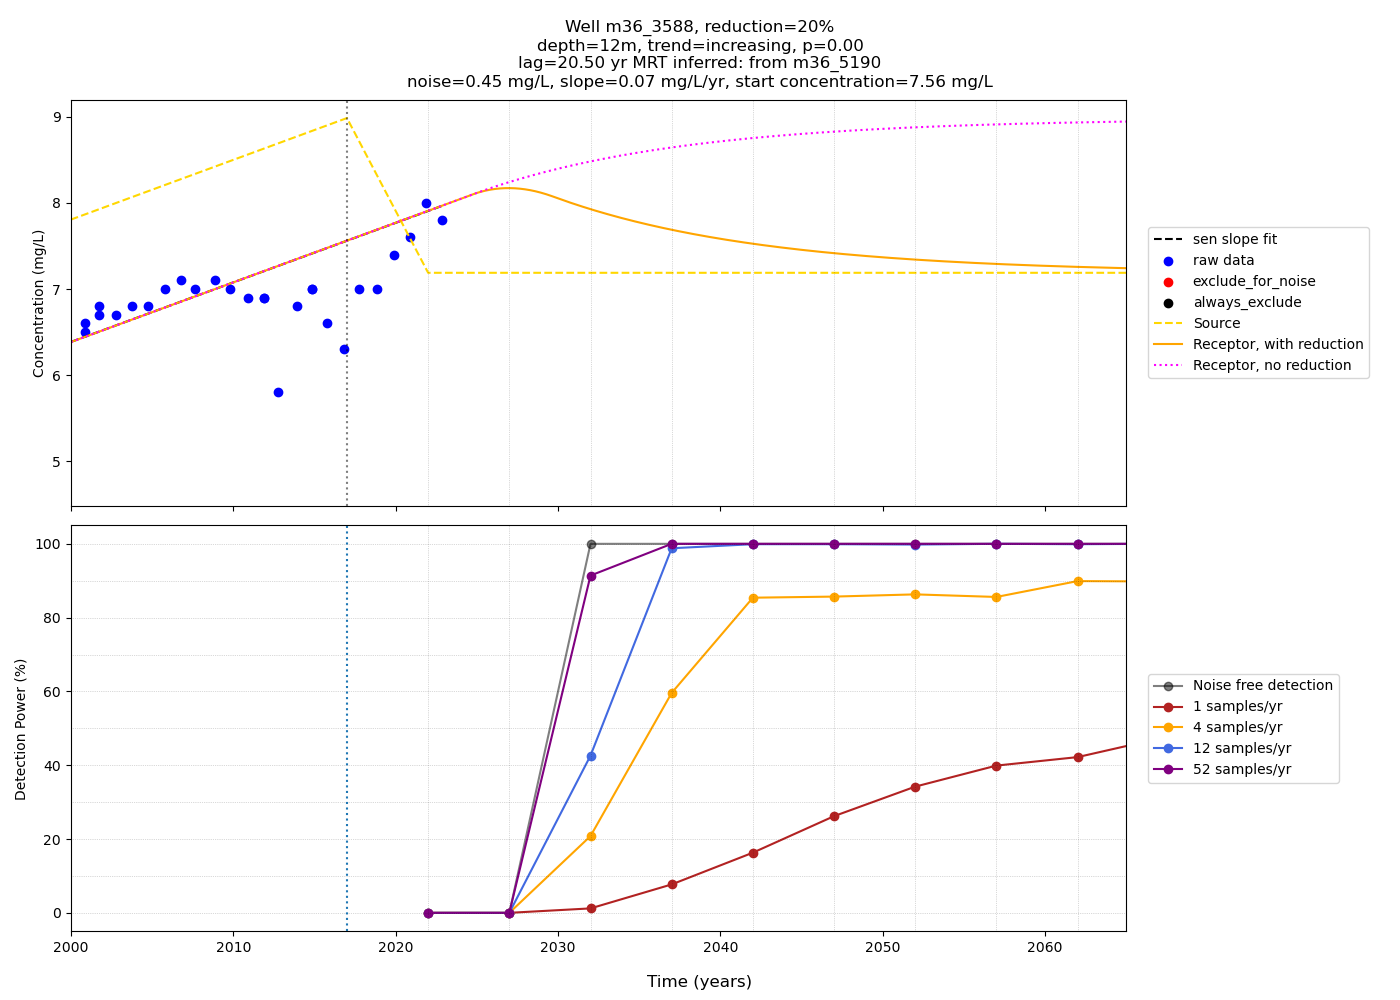 Well m36_3588, reduction=20%
depth=12m, trend=increasing, p=0.00
lag=20.50 yr MRT inferred: from m36_5190
noise=0.45 mg/L, slope=0.07 mg/L/yr, start concentration=7.56 mg/L
9
8
7
6
5
Concentration (mg/L)
sen slope fit
raw data
exclude_for_noise
always_exclude
Source
Receptor, with reduction
Receptor, no reduction
100
80
60
40
20
0
Detection Power (%)
Noise free detection
1 samples/yr
4 samples/yr
12 samples/yr
52 samples/yr
2000
2010
2020
2030
2040
2050
2060
Time (years)